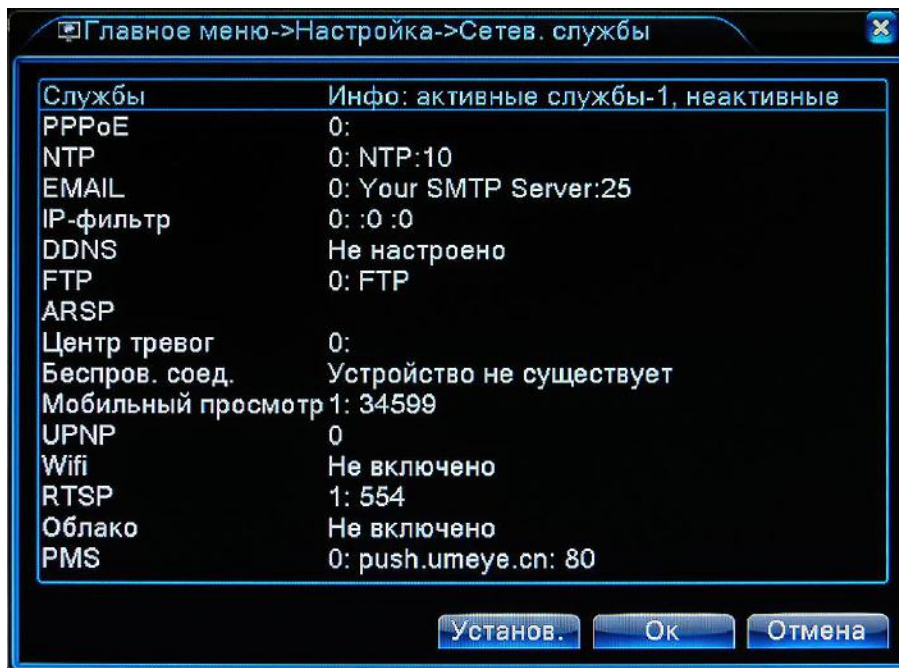 Главное меню->Настройка->Сетев. службы
Службы Инфо: активные службы-1, неактивные
PPPoE 0:
NTP 0: NTP:10
EMAIL 0: Your SMTP Server:25
IP-фильтр 0: :0 :0
DDNS Не настроено
FTP 0: FTP
ARSP
Центр тревог 0:
Беспров. соед. Устройство не существует
Мобильный просмотр 1: 34599
UPNP 0
Wifi Не включено
RTSP 1: 554
Облако Не включено
PMS 0: push.umeye.cn: 80
Установ. Ок Отмена